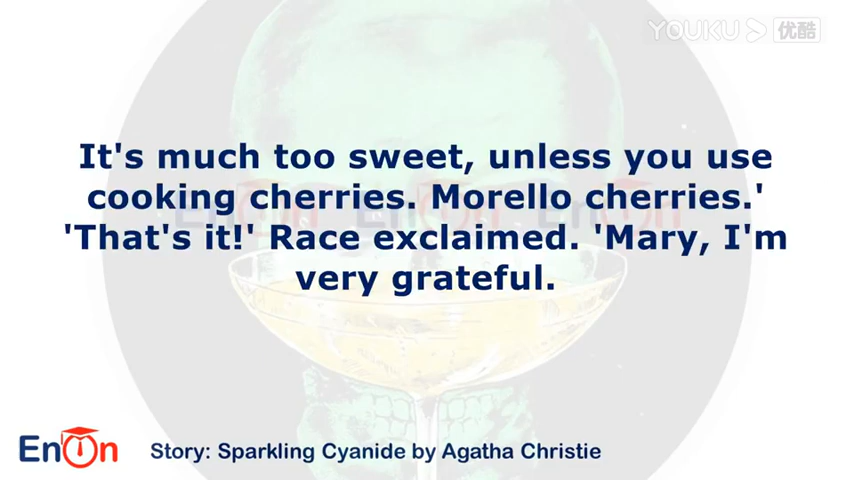 YOUKU 优酷
It's much too sweet, unless you use
cooking cherries. Morello cherries.'
'That's it!' Race exclaimed. 'Mary, I'm
very grateful.
EnOn
Story: Sparkling Cyanide by Agatha Christie